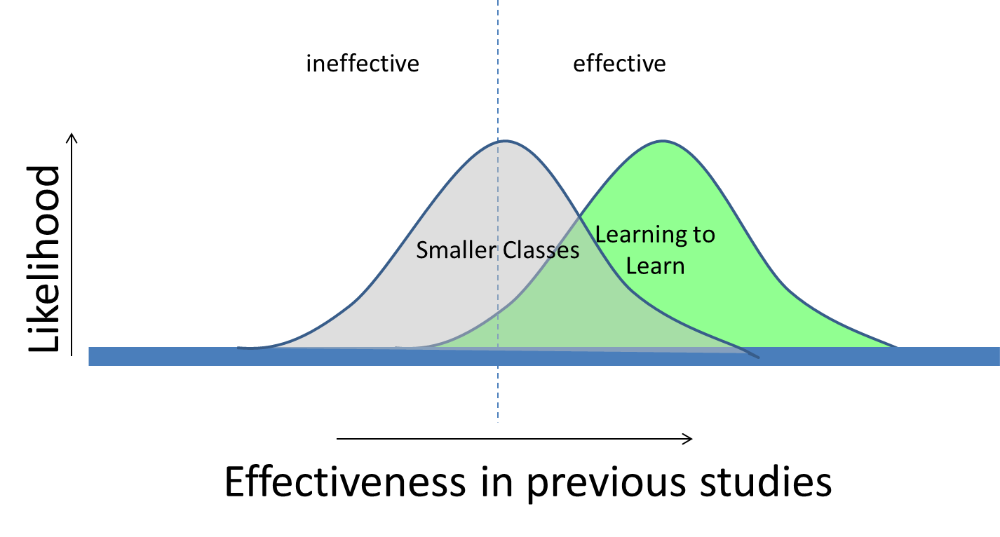 ineffective
effective
Likelihood
Smaller Classes
Learning to
Learn
Effectiveness in previous studies